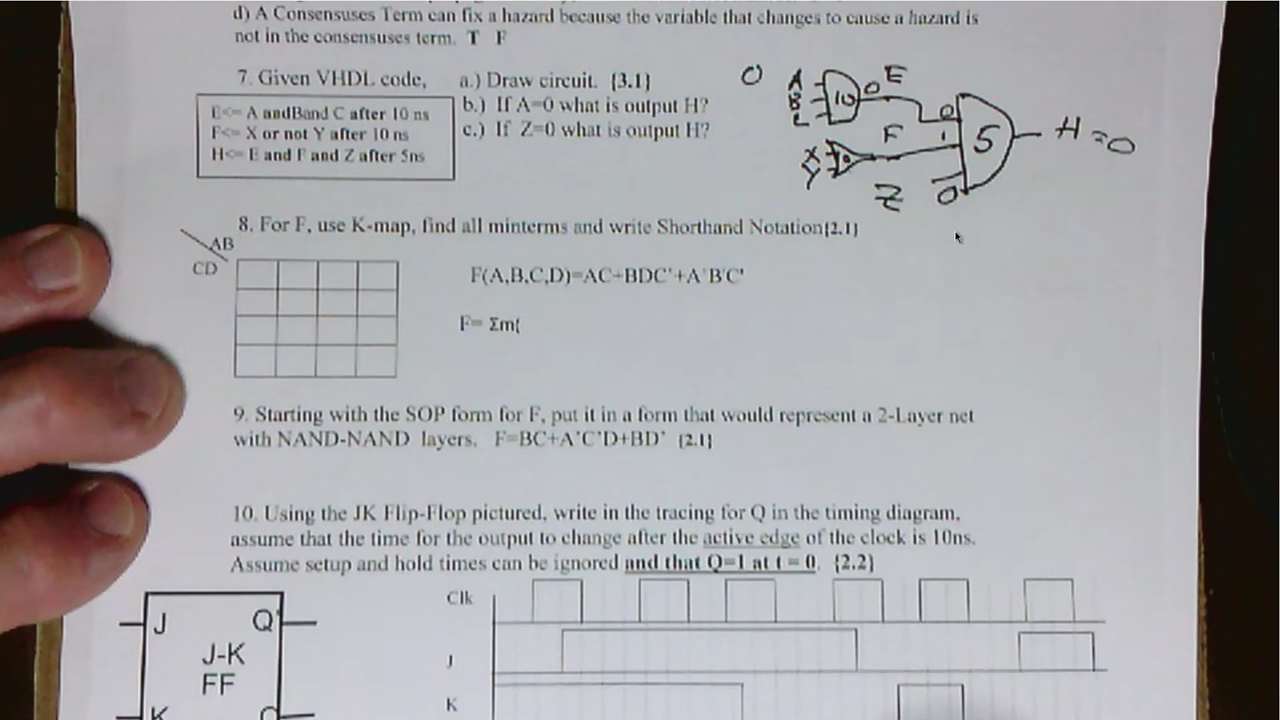 d) A Consensuses Term can fix a hazard because the variable that changes to cause a hazard is
not in the consensuses term. T F
7. Given VHDL code, a.) Draw circuit. {3.1}
E<= A andBand C after 10 ns
F<= X or not Y after 10 ns
H<= E and F and Z after 5ns
b.) If A=0 what is output H?
c.) If Z=0 what is output H?
0 A B 10 0 E
F
X Y
Z
0 1 0 5 H=0
8. For F, use K-map, find all minterms and write Shorthand Notation{2.1}
AB
CD
F(A,B,C,D)=AC+BDC'+A'B'C'
F= Σm(
9. Starting with the SOP form for F, put it in a form that would represent a 2-Layer net
with NAND-NAND layers. F=BC+A'C'D+BD' {2.1}
10. Using the JK Flip-Flop pictured, write in the tracing for Q in the timing diagram,
assume that the time for the output to change after the active edge of the clock is 10ns.
Assume setup and hold times can be ignored and that Q=1 at t = 0. {2.2}
J Q
J-K
FF
K
Clk
J
K